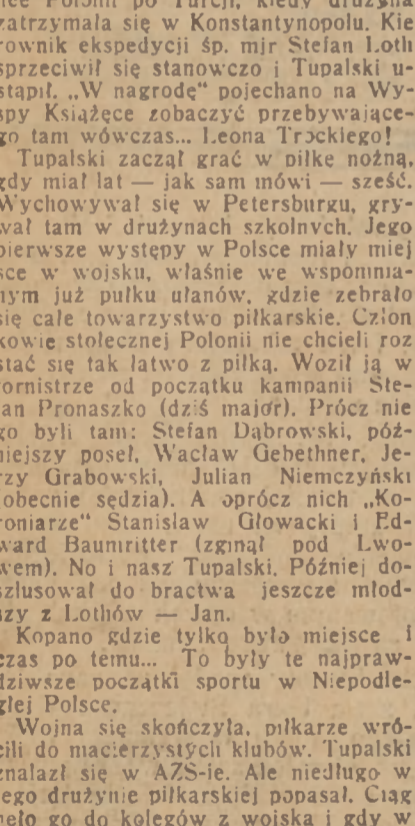 Polonii po Turcji, kiedy drużyna
zatrzymała się w Konstantynopolu. Kie
rownik ekspedycji śp. mjr Stefan Loth
sprzeciwił się stanowczo i Tupalski u-
stąpił. „W nagrodę" pojechano na Wy-
spy Książęce zobaczyć przebywające-
go tam wówczas... Leona Trockiego!
Tupalski zaczął grać w piłkę nożną,
gdy miał lat — jak sam mówi — sześć.
Wychowywał się w Petersburgu, gry-
wał tam w drużynach szkolnych. Jego
pierwsze występy w Polsce miały miej
sce w wojsku, właśnie we wspomnia-
nym już pułku ułanów, gdzie zebrało
się całe towarzystwo piłkarskie. Człon
kowie stołecznej Polonii nie chcieli roz
stać się tak łatwo z piłką. Woził ją w
tornistrze od początku kampanii Ste-
fan Pronaszko (dziś major). Prócz nie
go byli tam: Stefan Dąbrowski, póź-
niejszy poseł, Wacław Gebethner, Je-
rzy Grabowski, Julian Niemczyński
(obecnie sędzia). A oprócz nich „Ko-
roniarze" Stanisław Głowacki i Ed-
ward Baumritter (zginął pod Lwo-
wem). No i nasz Tupalski. Później do-
szlusował do bractwa jeszcze młod-
szy z Lothów — Jan.
Kopano gdzie tylko było miejsce i
czas po temu... To były te najpraw-
dziwsze początki sportu w Niepodle-
głej Polsce.
Wojna się skończyła, piłkarze wró-
cili do macierzystych klubów. Tupalski
znalazł się w AZS-ie. Ale niedługo w
jego drużynie piłkarskiej popasał. Ciąg
nęło go do kolegów z wojska i gdy w